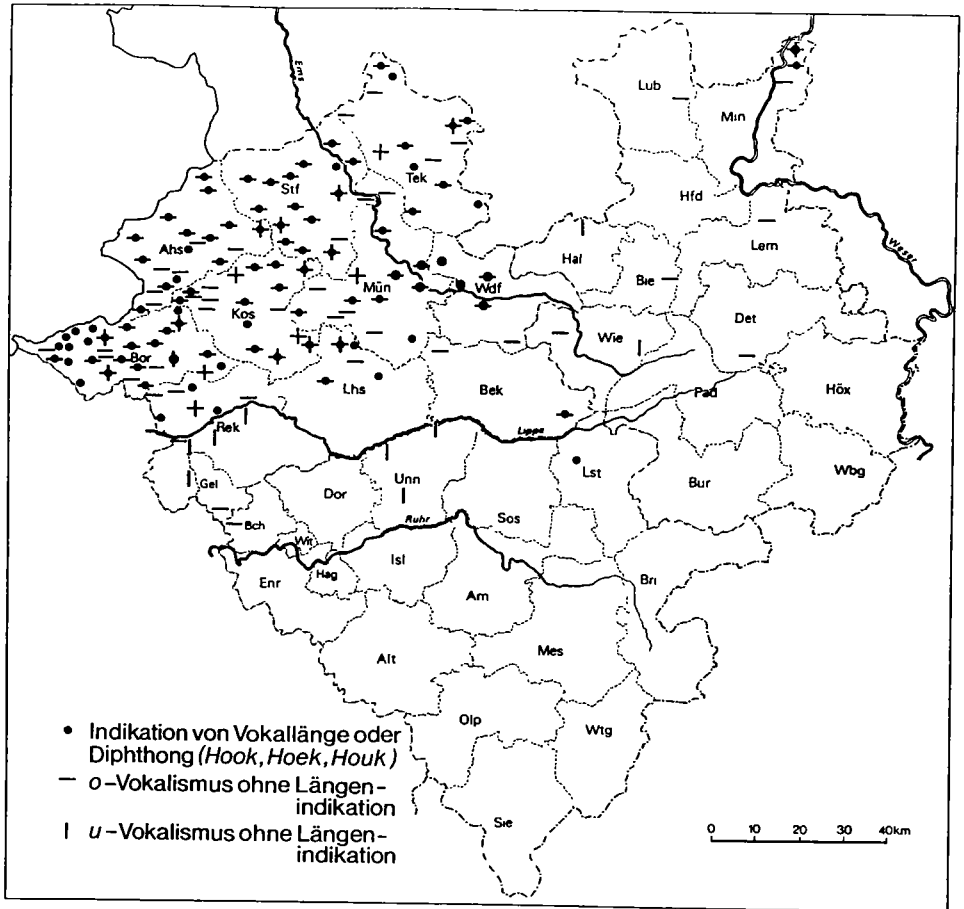 Ems
Lub
Min
Stf
Tek
Hfd
Weser
Ahs
Hal
Lem
Mün
Wdf
Bie
Kos
Wie
Det
Bor
Lhs
Bek
Pad
Höx
Rek
Lippe
Lst
Gel
Dor
Unn
Bur
Wbg
Bch
Ruhr
Sos
Wit
Enr
Hag
Isl
Arn
Bri
Alt
Mes
Olp
Wtg
Sie
• Indikation von Vokallänge oder
Diphthong (Hook, Hoek, Houk)
– o-Vokalismus ohne Längen-
indikation
| u-Vokalismus ohne Längen-
indikation
0 10 20 30 40km